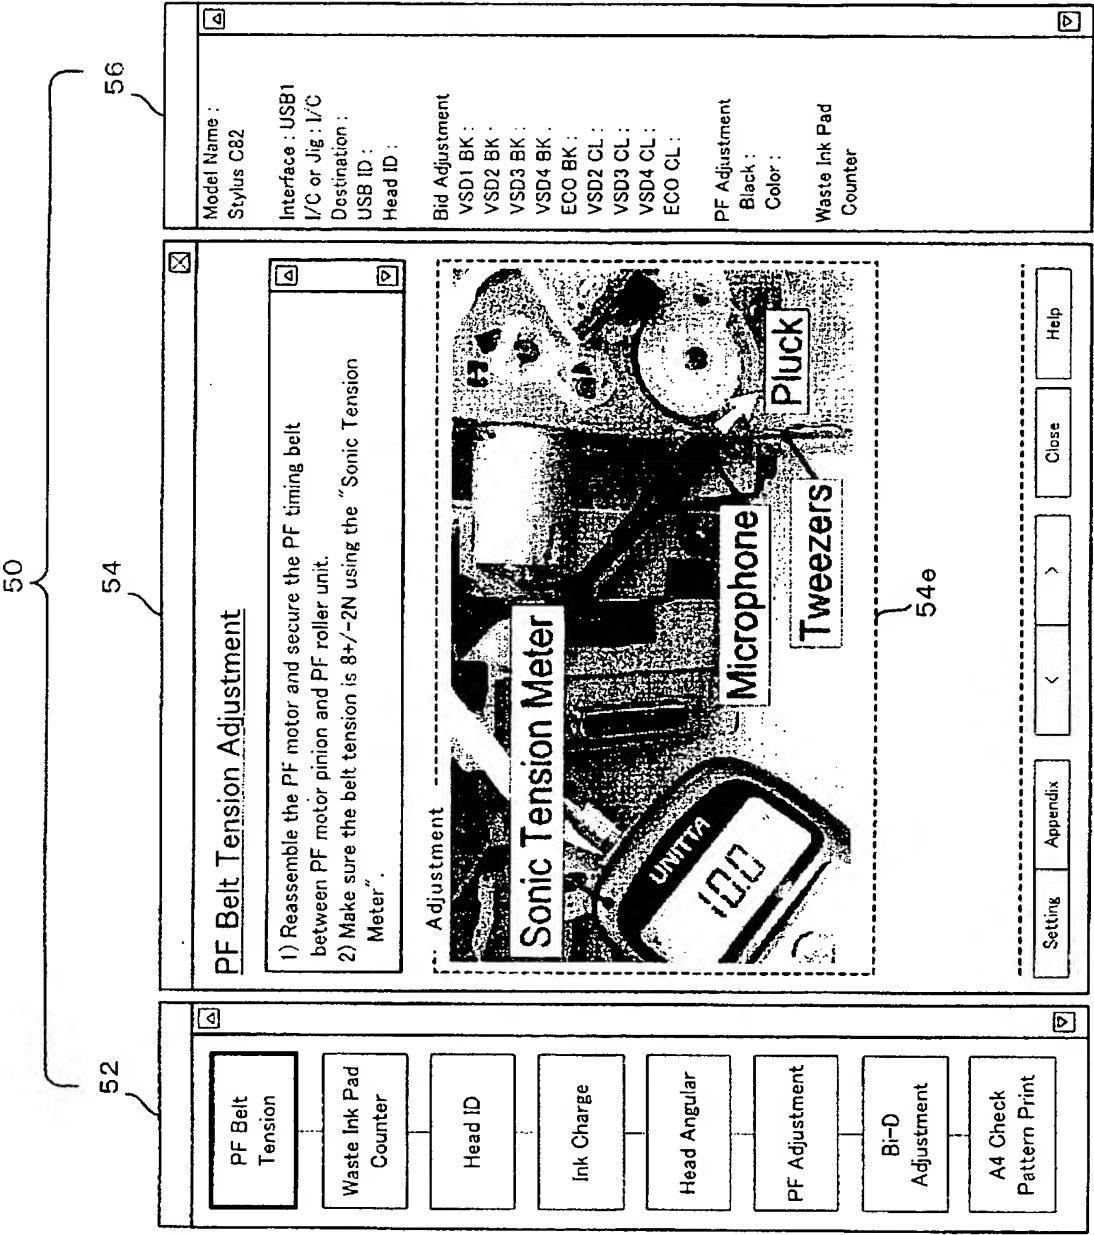 50
52
54
56
PF Belt
Tension
Waste Ink Pad
Counter
Head ID
Ink Charge
Head Angular
PF Adjustment
Bi-D
Adjustment
A4 Check
Pattern Print
PF Belt Tension Adjustment
1) Reassemble the PF motor and secure the PF timing belt
between PF motor pinion and PF roller unit.
2) Make sure the belt tension is 8+/-2N using the "Sonic Tension
Meter".
Adjustment
Sonic Tension Meter
UNITTA
10.0
Microphone
Tweezers
Pluck
54e
Setting
Appendix
<
>
Close
Help
Model Name :
Stylus C82
Interface : USB1
I/C or Jig : I/C
Destination :
USB ID :
Head ID :
Bid Adjustment
VSD1 BK :
VSD2 BK ·
VSD3 BK :
VSD4 BK .
ECO BK :
VSD2 CL :
VSD3 CL :
VSD4 CL :
ECO CL :
PF Adjustment
Black :
Color :
Waste Ink Pad
Counter